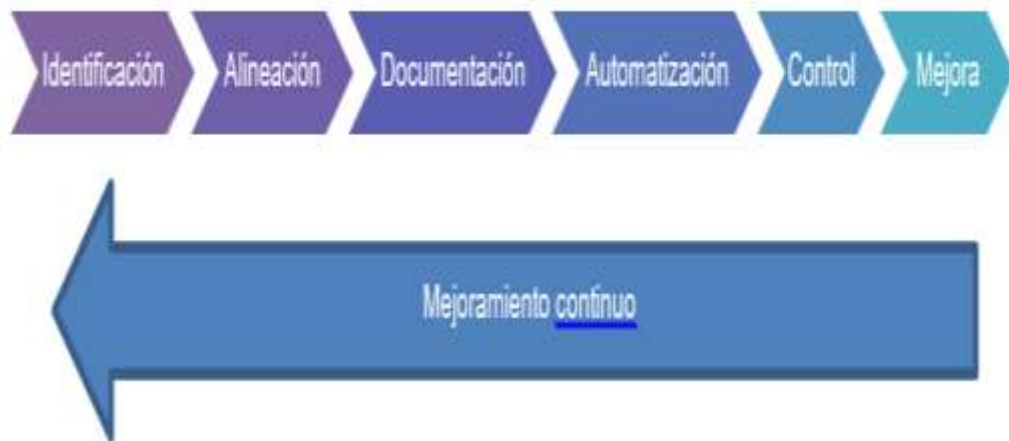 Identificación
Alineación
Documentación
Automatización
Control
Mejora
Mejoramiento continuo